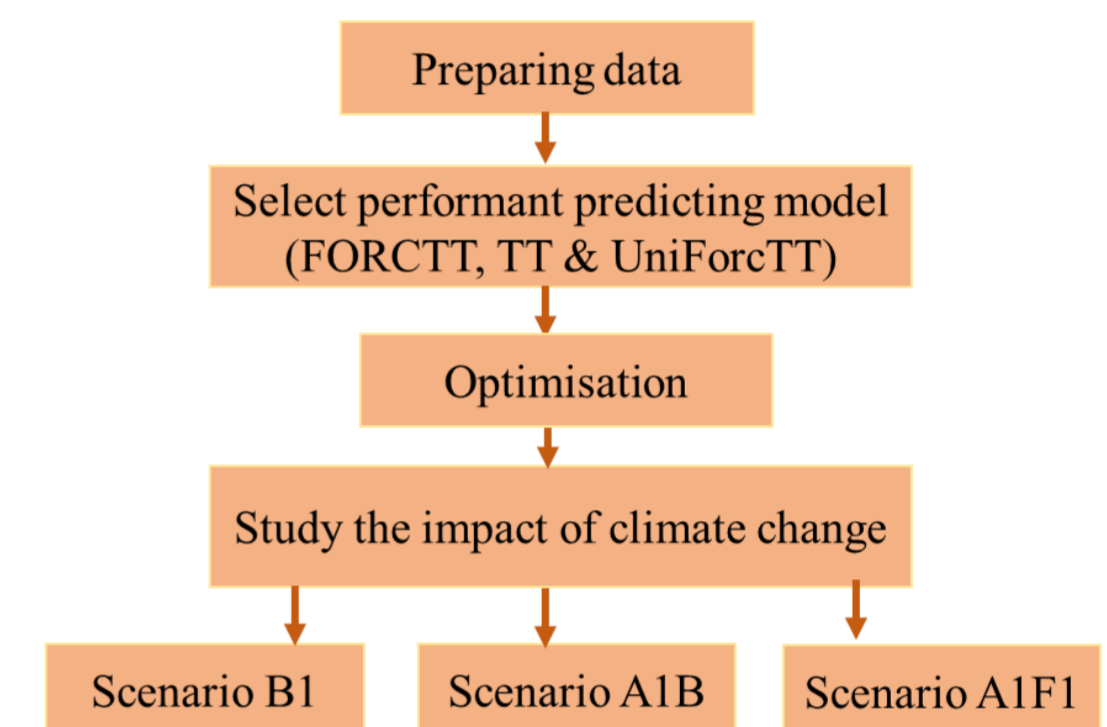 Preparing data
Select performant predicting model
(FORCTT, TT & UniForcTT)
Optimisation
Study the impact of climate change
Scenario B1
Scenario A1B
Scenario A1F1